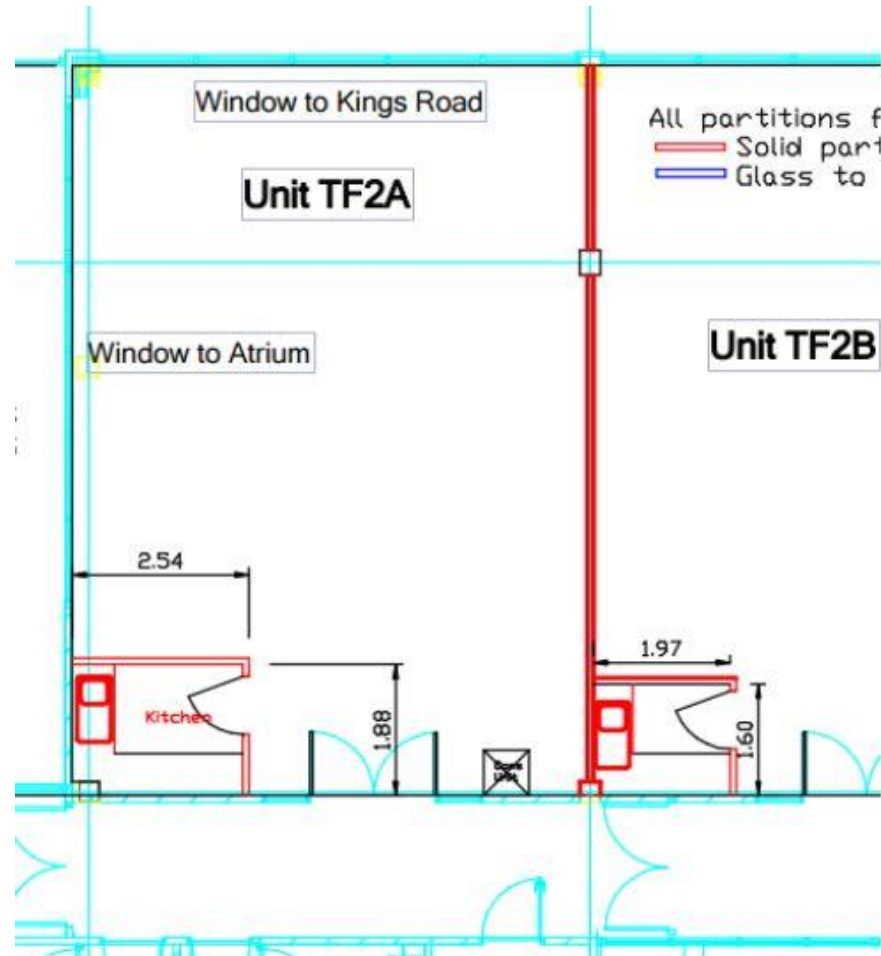 Window to Kings Road
All partitions f
Solid part
Glass to
Unit TF2A
Unit TF2B
Window to Atrium
2.54
1.97
Kitchen
1.88
1.60